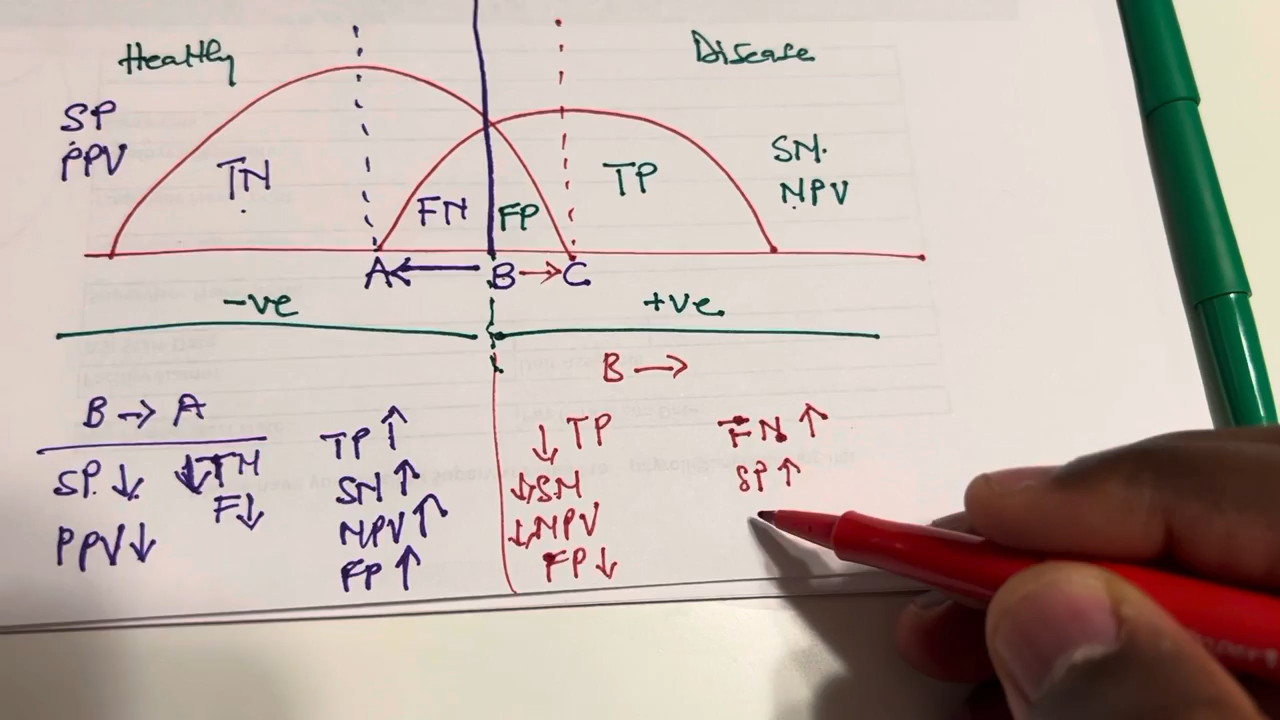 Healthy
Disease
SP
PPV
TN
FN
FP
TP
SN.
NPV
A
B
C
-ve
+ve.
B → A
SP ↓
↓TN
F↓
PPV ↓
TP ↑
SN ↑
NPV ↑
FP ↑
B →
↓ TP
↓SN
↓NPV
FP ↓
FN ↑
SP ↑